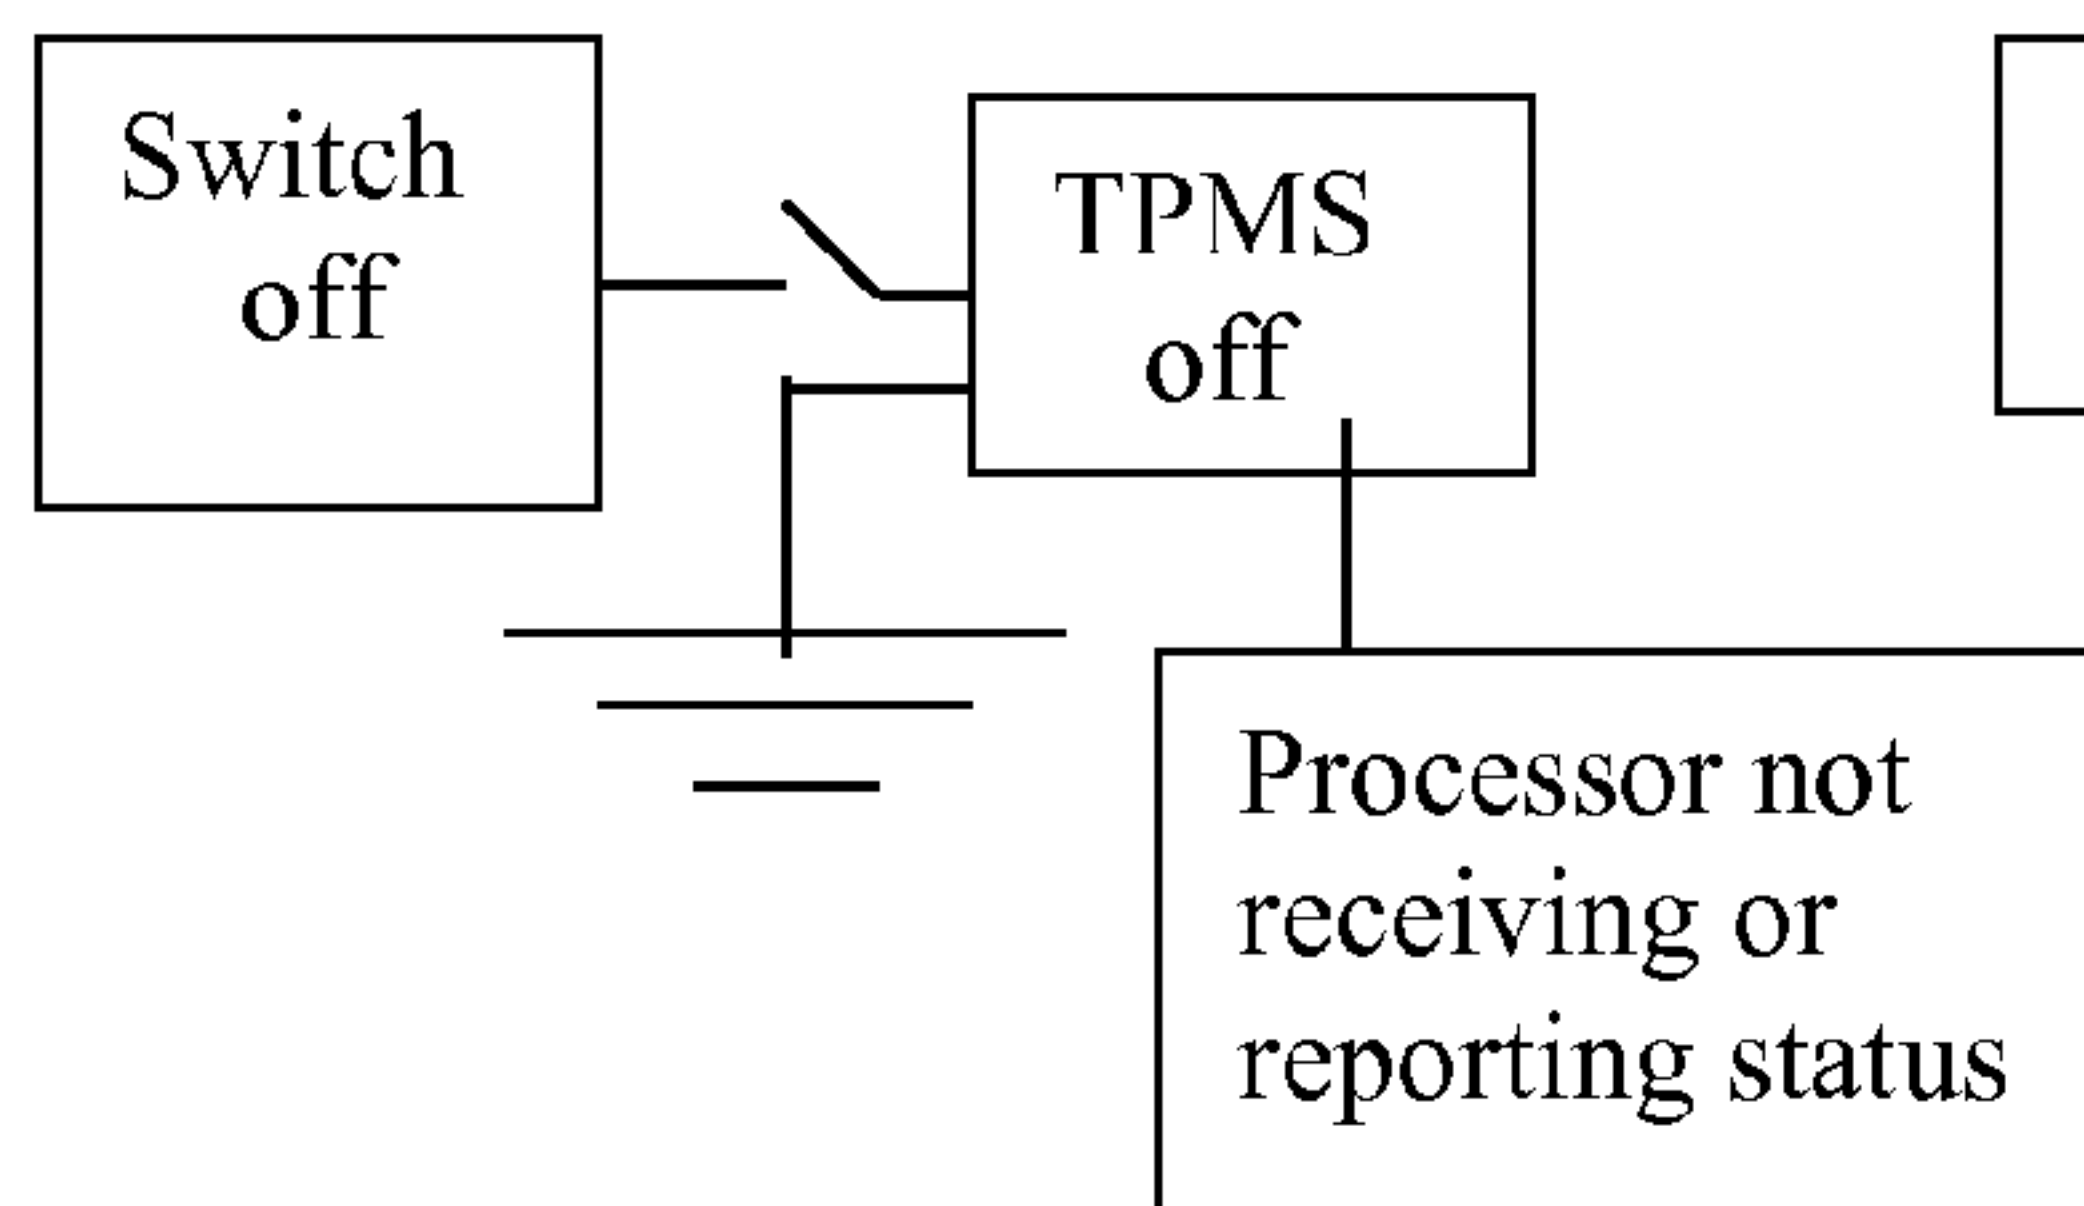 Switch
off
TPMS
off
Processor not
receiving or
reporting status